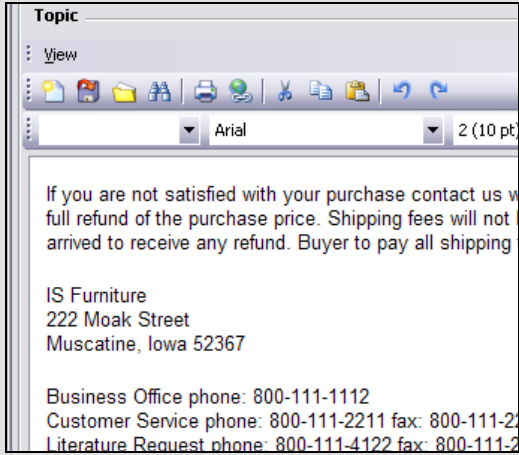 Topic
View
Arial 2 (10 pt)
If you are not satisfied with your purchase contact us
full refund of the purchase price. Shipping fees will not
arrived to receive any refund. Buyer to pay all shipping
IS Furniture
222 Moak Street
Muscatine, Iowa 52367
Business Office phone: 800-111-1112
Customer Service phone: 800-111-2211 fax: 800-111-22
Literature Request phone: 800-111-4122 fax: 800-111-2